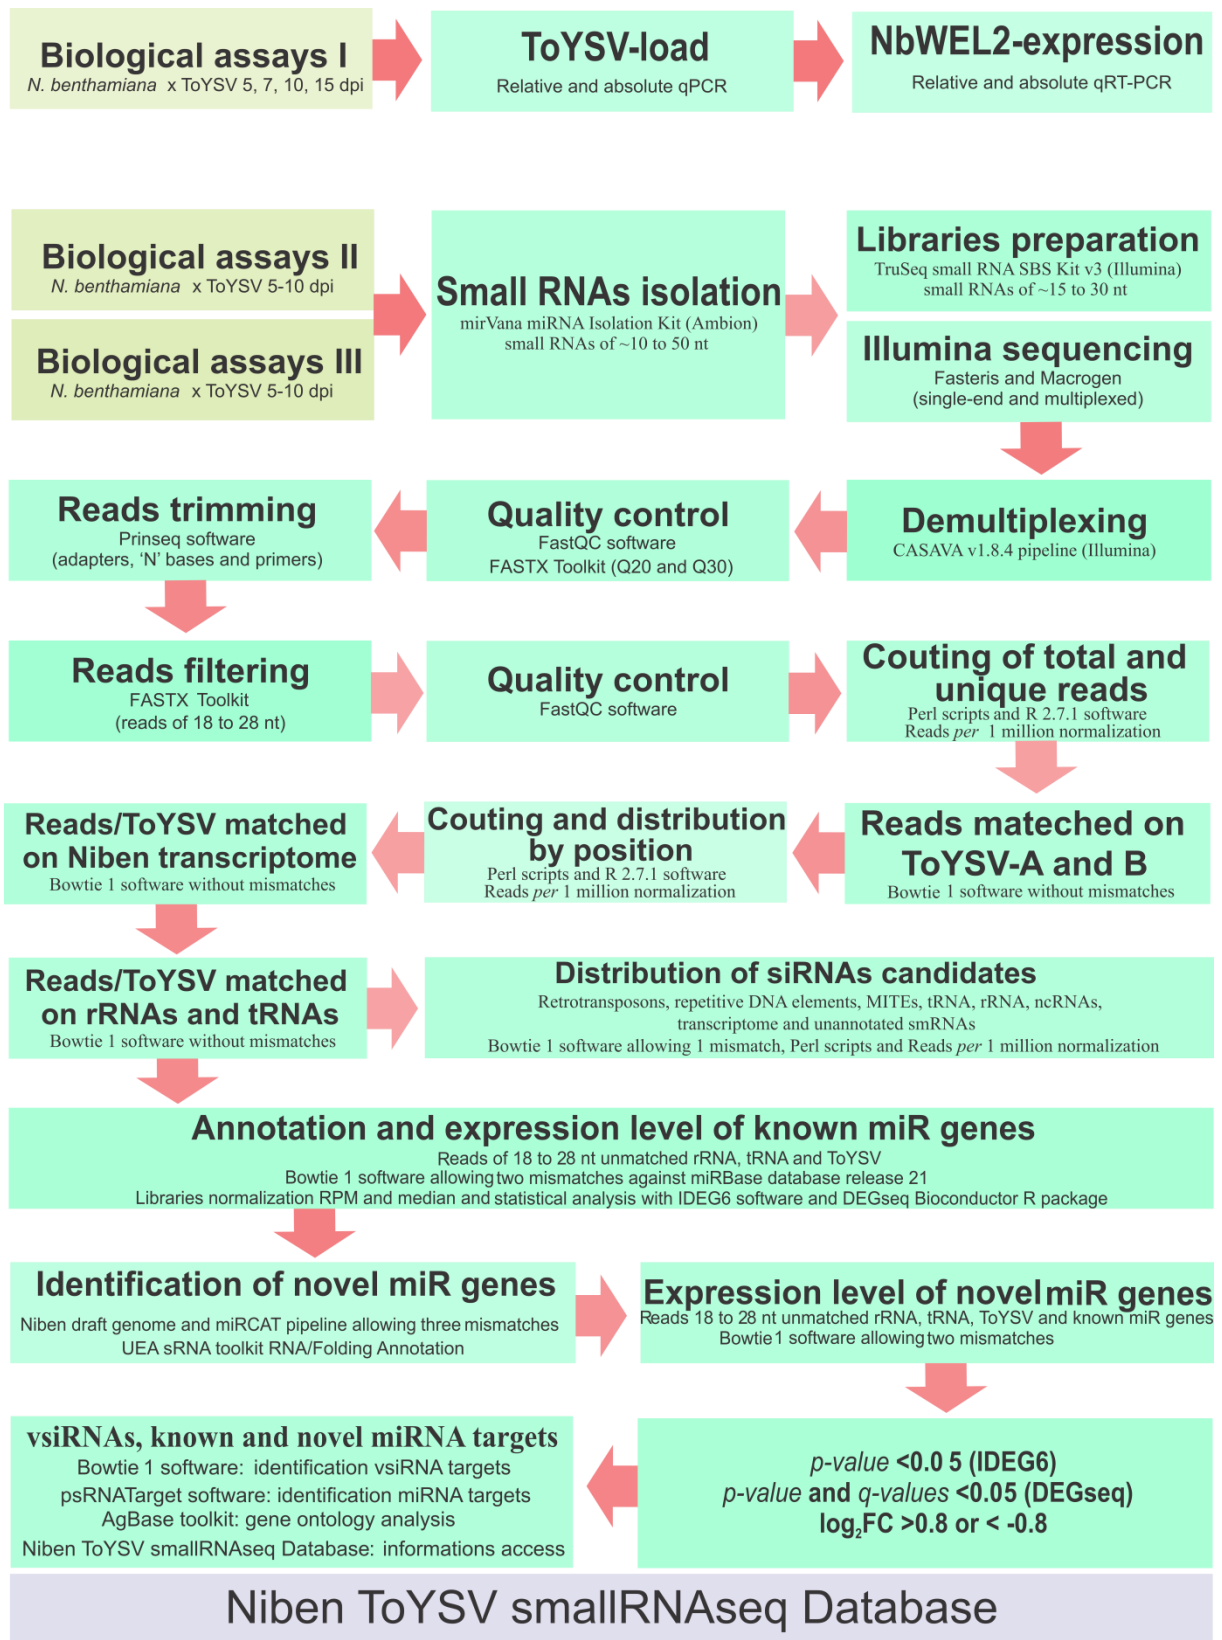 Biological assays I
N. benthamiana x ToYSV 5, 7, 10, 15 dpi
ToYSV-load
Relative and absolute qPCR
NbWEL2-expression
Relative and absolute qRT-PCR
Biological assays II
N. benthamiana x ToYSV 5-10 dpi
Biological assays III
N. benthamiana x ToYSV 5-10 dpi
Small RNAs isolation
mirVana miRNA Isolation Kit (Ambion)
small RNAs of ~10 to 50 nt
Libraries preparation
TruSeq small RNA SBS Kit v3 (Illumina)
small RNAs of ~15 to 30 nt
Illumina sequencing
Fasteris and Macrogen
(single-end and multiplexed)
Reads trimming
Prinseq software
(adapters, ‘N’ bases and primers)
Quality control
FastQC software
FASTX Toolkit (Q20 and Q30)
Demultiplexing
CASAVA v1.8.4 pipeline (Illumina)
Reads filtering
FASTX Toolkit
(reads of 18 to 28 nt)
Quality control
FastQC software
Couting of total and
unique reads
Perl scripts and R 2.7.1 software
Reads per 1 million normalization
Reads/ToYSV matched
on Niben transcriptome
Bowtie 1 software without mismatches
Couting and distribution
by position
Perl scripts and R 2.7.1 software
Reads per 1 million normalization
Reads mateched on
ToYSV-A and B
Bowtie 1 software without mismatches
Reads/ToYSV matched
on rRNAs and tRNAs
Bowtie 1 software without mismatches
Distribution of siRNAs candidates
Retrotransposons, repetitive DNA elements, MITEs, tRNA, rRNA, ncRNAs,
transcriptome and unannotated smRNAs
Bowtie 1 software allowing 1 mismatch, Perl scripts and Reads per 1 million normalization
Annotation and expression level of known miR genes
Reads of 18 to 28 nt unmatched rRNA, tRNA and ToYSV
Bowtie 1 software allowing two mismatches against miRBase database release 21
Libraries normalization RPM and median and statistical analysis with IDEG6 software and DEGseq Bioconductor R package
Identification of novel miR genes
Niben draft genome and miRCAT pipeline allowing three mismatches
UEA sRNA toolkit RNA/Folding Annotation
Expression level of novel miR genes
Reads 18 to 28 nt unmatched rRNA, tRNA, ToYSV and known miR genes
Bowtie 1 software allowing two mismatches
vsiRNAs, known and novel miRNA targets
Bowtie 1 software: identification vsiRNA targets
psRNATarget software: identification miRNA targets
AgBase toolkit: gene ontology analysis
Niben ToYSV smallRNAseq Database: informations access
p-value <0.0 5 (IDEG6)
p-value and q-values <0.05 (DEGseq)
log2FC >0.8 or < -0.8
Niben ToYSV smallRNAseq Database